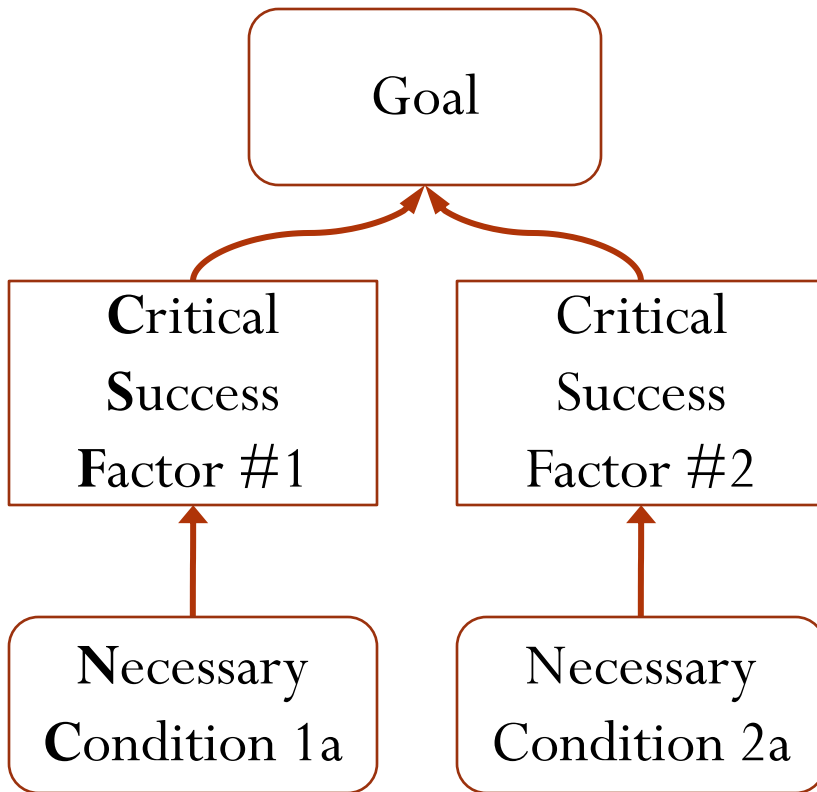 Goal
Critical
Success
Factor #1
Critical
Success
Factor #2
Necessary
Condition 1a
Necessary
Condition 2a